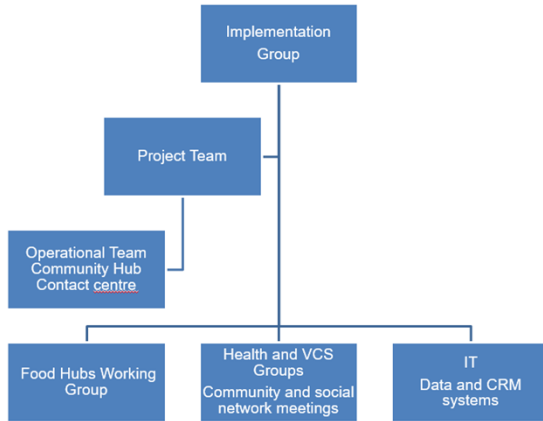 Implementation
Group
Project Team
Operational Team
Community Hub
Contact centre
Food Hubs Working
Group
Health and VCS
Groups
Community and social
network meetings
IT
Data and CRM
systems